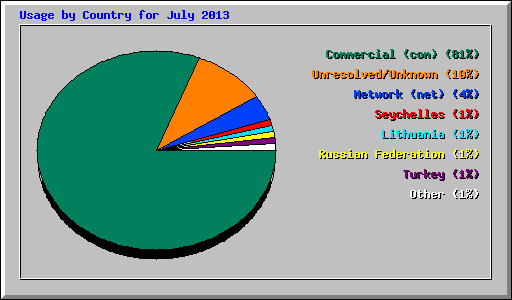 Usage by Country for July 2013
Commercial (com) (81%)
Unresolved/Unknown (10%)
Network (net) (4%)
Seychelles (1%)
Lithuania (1%)
Russian Federation (1%)
Turkey (1%)
Other (1%)